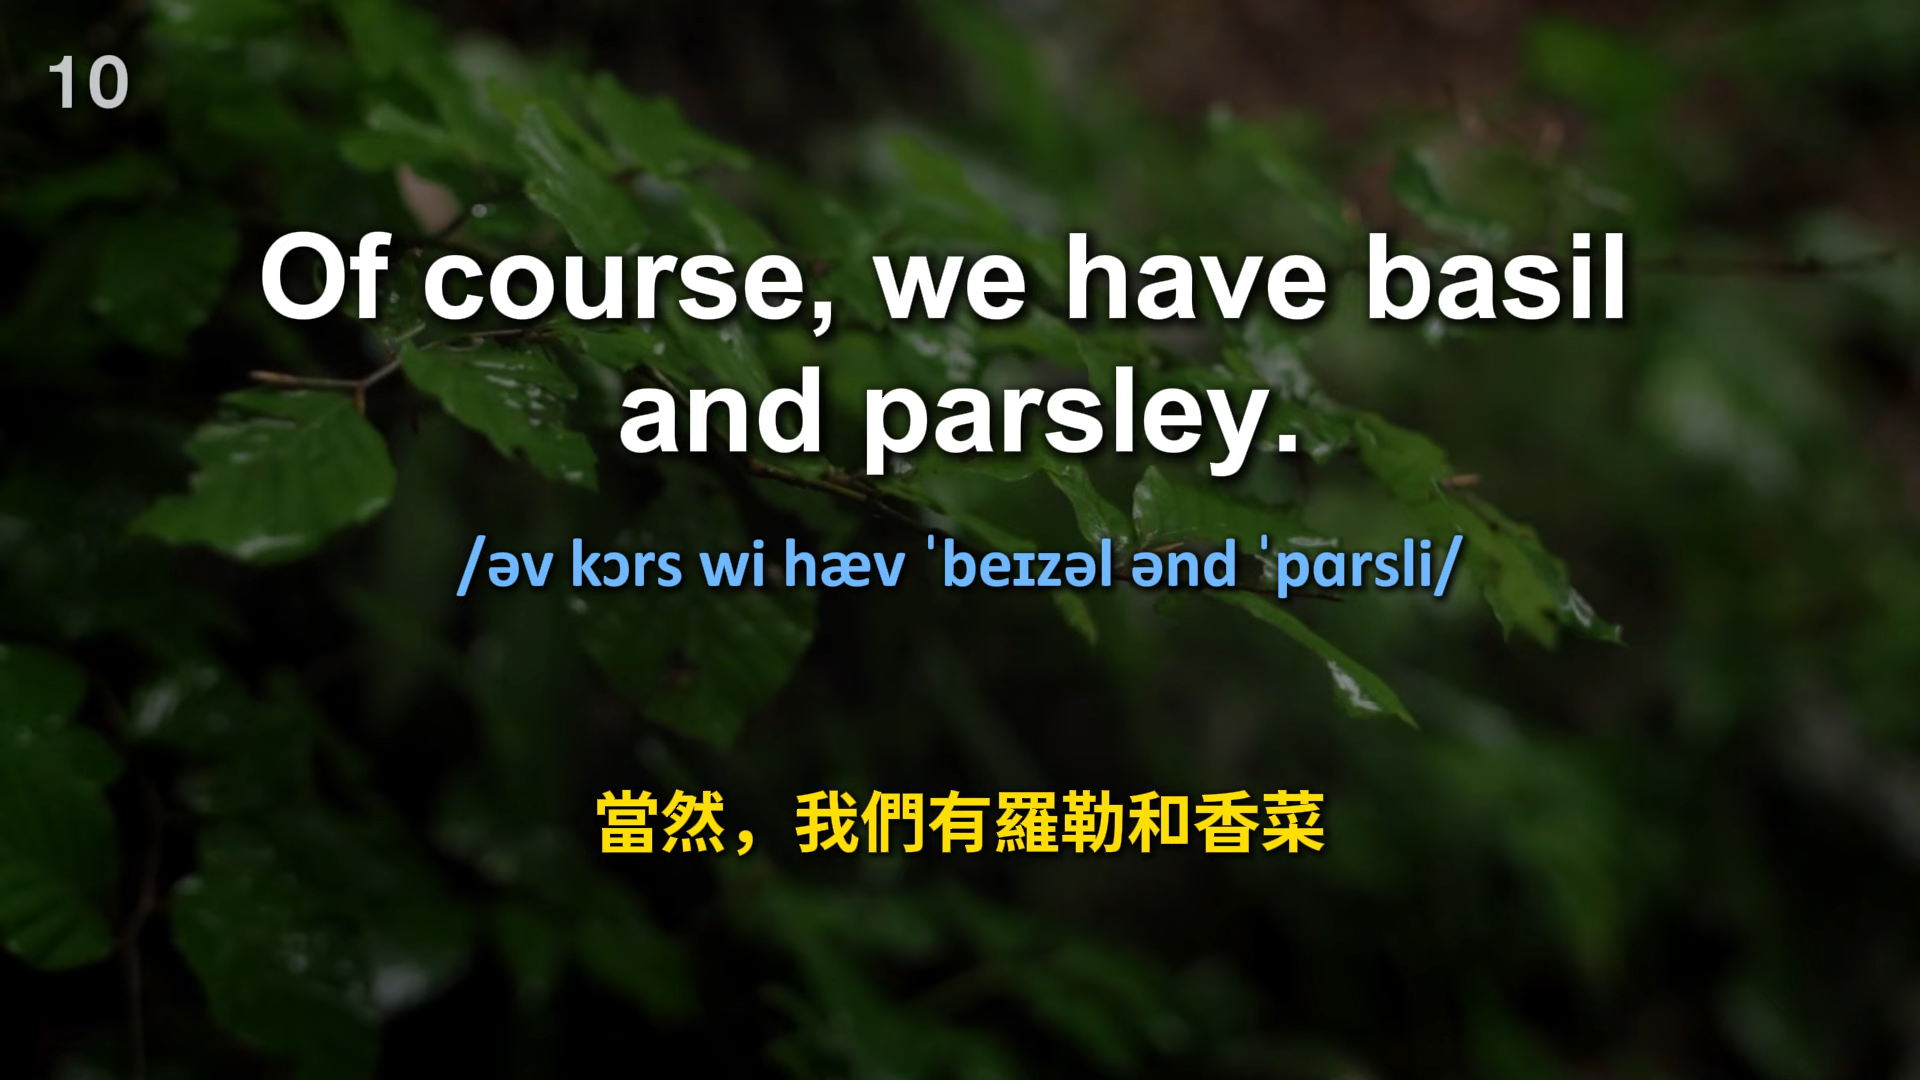 10
Of course, we have basil
and parsley.
/əv kɔrs wi hæv ˈbeɪzəl ənd ˈpɑrsli/
當然，我們有羅勒和香菜